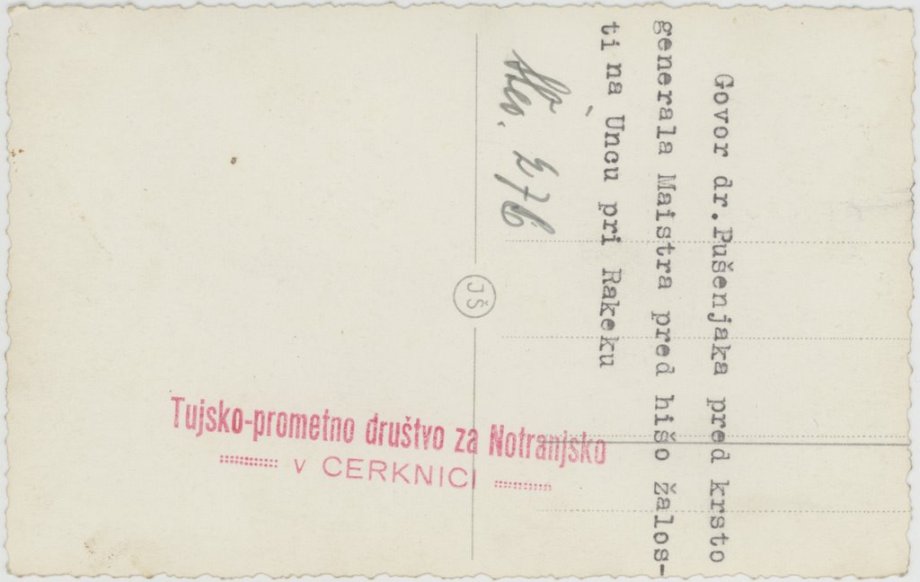 Govor dr.Pušenjaka pred krsto
generala Maistra pred hišo žalos-
ti na Uncu pri Rakeku
276
JŠ
Tujsko-prometno društvo za Notranjsko
v CERKNICI